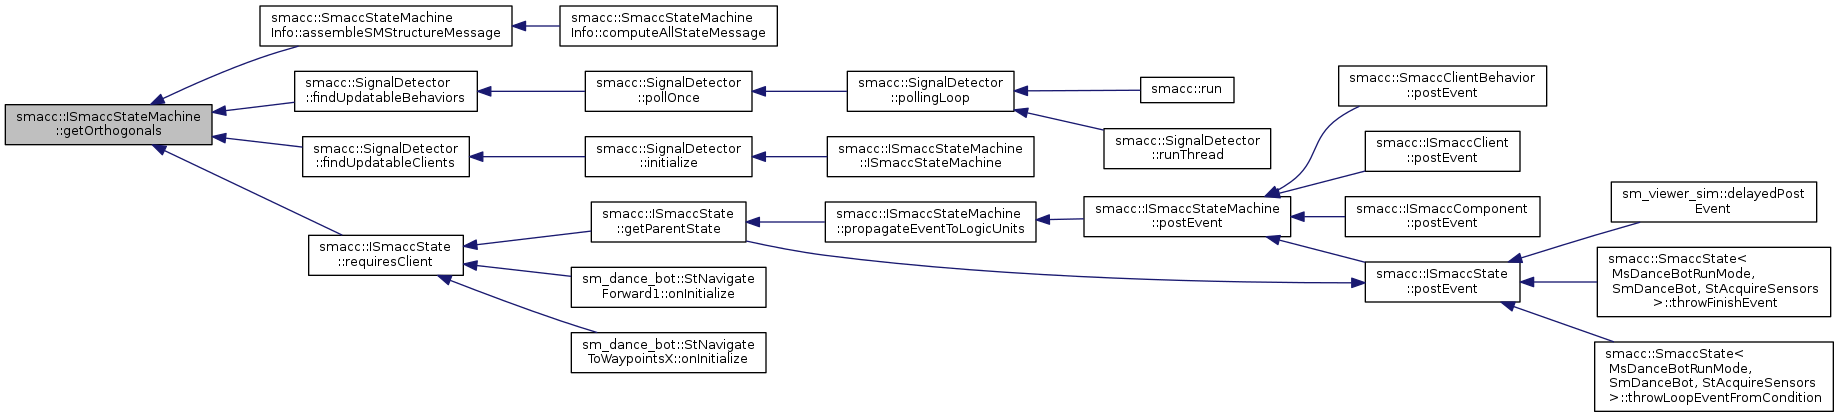 smacc::ISmaccStateMachine
::getOrthogonals
smacc::SmaccStateMachine
Info::assembleSMStructureMessage
smacc::SmaccStateMachine
Info::computeAllStateMessage
smacc::SignalDetector
::findUpdatableBehaviors
smacc::SignalDetector
::pollOnce
smacc::SignalDetector
::pollingLoop
smacc::run
smacc::SignalDetector
::runThread
smacc::SignalDetector
::findUpdatableClients
smacc::SignalDetector
::initialize
smacc::ISmaccStateMachine
::ISmaccStateMachine
smacc::ISmaccState
::requiresClient
smacc::ISmaccState
::getParentState
smacc::ISmaccStateMachine
::propagateEventToLogicUnits
smacc::ISmaccStateMachine
::postEvent
smacc::SmaccClientBehavior
::postEvent
smacc::ISmaccClient
::postEvent
smacc::ISmaccComponent
::postEvent
smacc::ISmaccState
::postEvent
sm_viewer_sim::delayedPost
Event
smacc::SmaccState<
MsDanceBotRunMode,
SmDanceBot, StAcquireSensors
>::throwFinishEvent
smacc::SmaccState<
MsDanceBotRunMode,
SmDanceBot, StAcquireSensors
>::throwLoopEventFromCondition
sm_dance_bot::StNavigate
Forward1::onInitialize
sm_dance_bot::StNavigate
ToWaypointsX::onInitialize